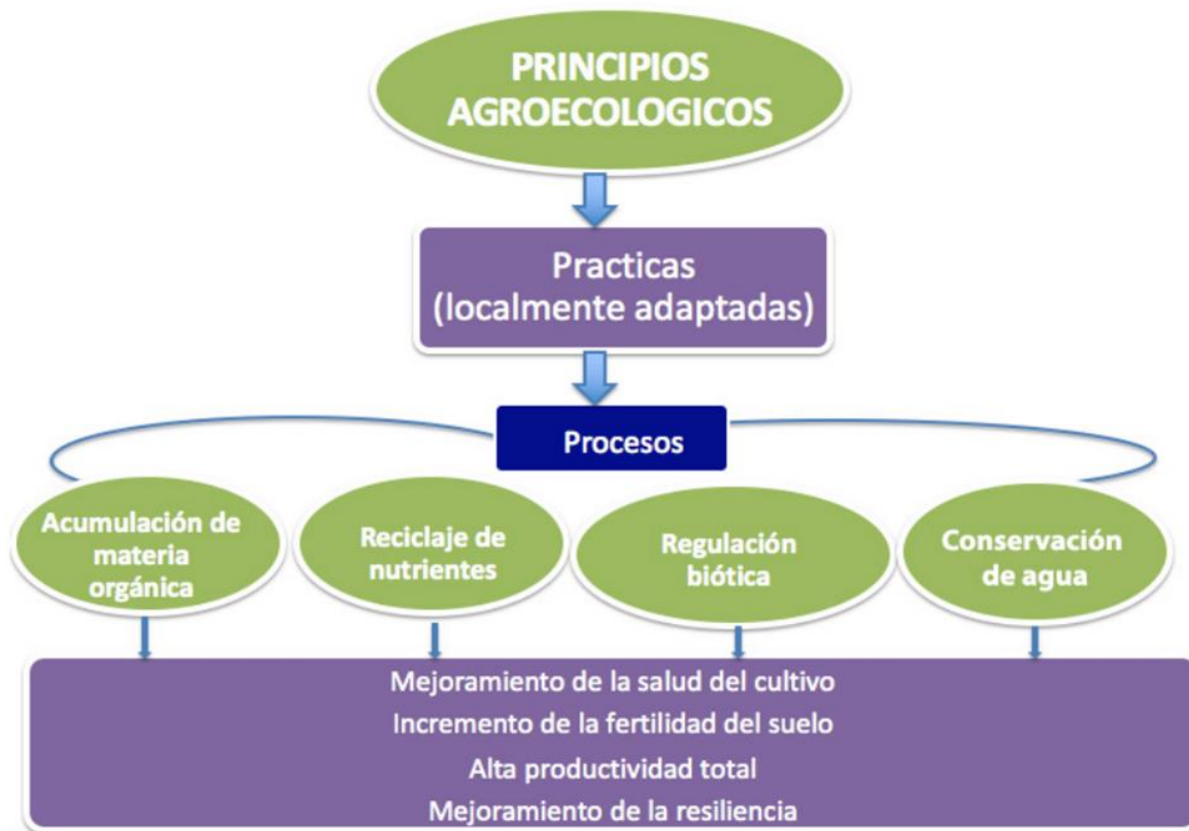 PRINCIPIOS
AGROECOLOGICOS
Practicas
(localmente adaptadas)
Procesos
Acumulación de
materia
orgánica
Reciclaje de
nutrientes
Regulación
biótica
Conservación
de agua
Mejoramiento de la salud del cultivo
Incremento de la fertilidad del suelo
Alta productividad total
Mejoramiento de la resiliencia